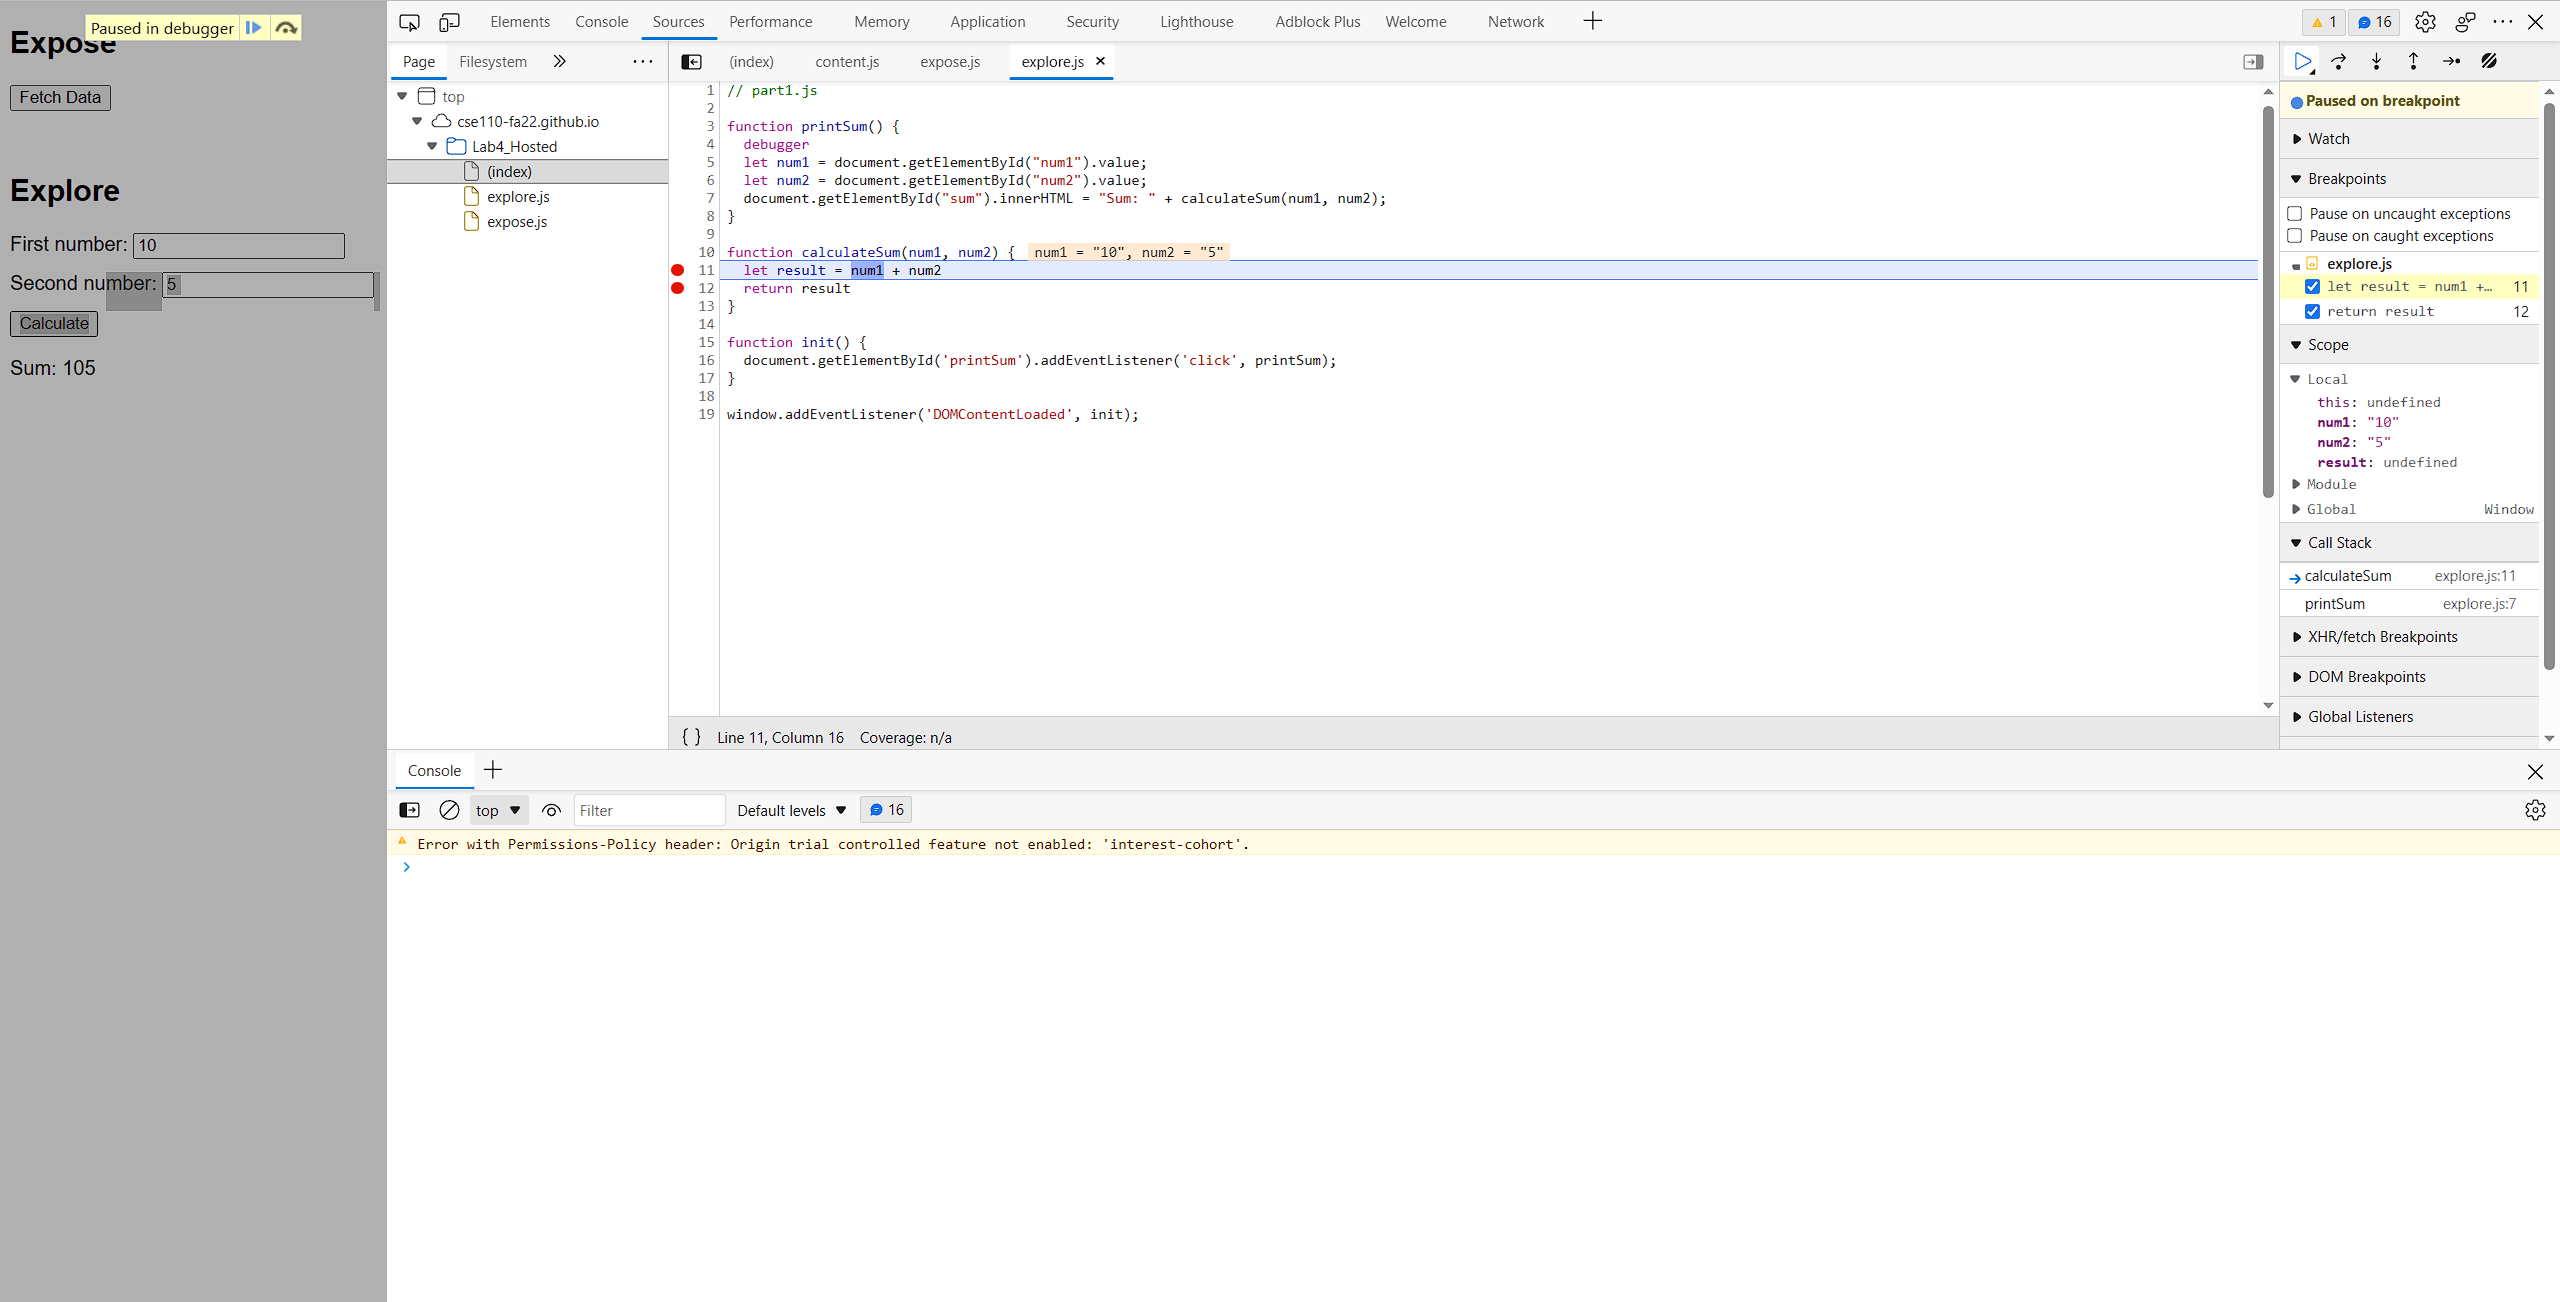 Paused in debugger
Expose
Fetch Data
Explore
First number: 10
Second number: 5
Calculate
Sum: 105
Elements Console Sources Performance Memory Application Security Lighthouse Adblock Plus Welcome Network
1 16
Page Filesystem
top
cse110-fa22.github.io
Lab4_Hosted
(index)
explore.js
expose.js
(index) content.js expose.js explore.js
1 // part1.js
2
3 function printSum() {
4 debugger
5 let num1 = document.getElementById("num1").value;
6 let num2 = document.getElementById("num2").value;
7 document.getElementById("sum").innerHTML = "Sum: " + calculateSum(num1, num2);
8 }
9
10 function calculateSum(num1, num2) { num1 = "10", num2 = "5"
11 let result = num1 + num2
12 return result
13 }
14
15 function init() {
16 document.getElementById('printSum').addEventListener('click', printSum);
17 }
18
19 window.addEventListener('DOMContentLoaded', init);
{ } Line 11, Column 16 Coverage: n/a
Paused on breakpoint
Watch
Breakpoints
Pause on uncaught exceptions
Pause on caught exceptions
explore.js
let result = num1 +… 11
return result 12
Scope
Local
this: undefined
num1: "10"
num2: "5"
result: undefined
Module
Global Window
Call Stack
calculateSum explore.js:11
printSum explore.js:7
XHR/fetch Breakpoints
DOM Breakpoints
Global Listeners
Console
top Filter Default levels 16
Error with Permissions-Policy header: Origin trial controlled feature not enabled: 'interest-cohort'.